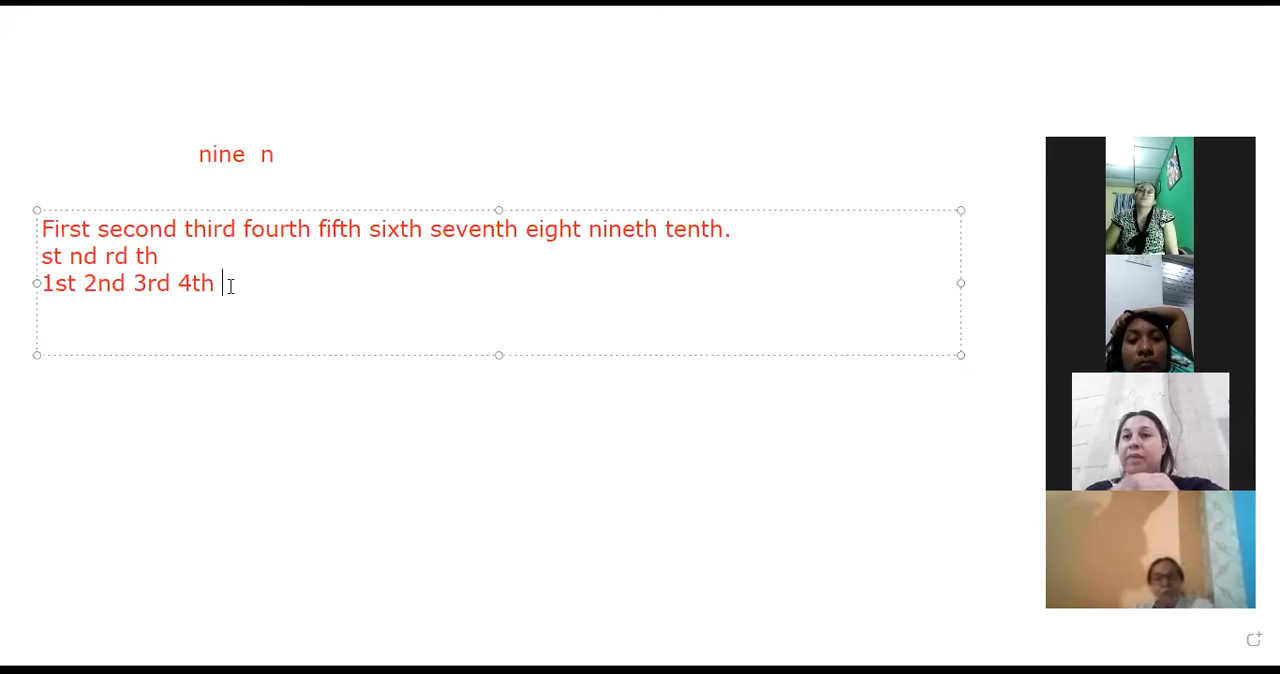 nine n
First second third fourth fifth sixth seventh eight nineth tenth.
st nd rd th
1st 2nd 3rd 4th